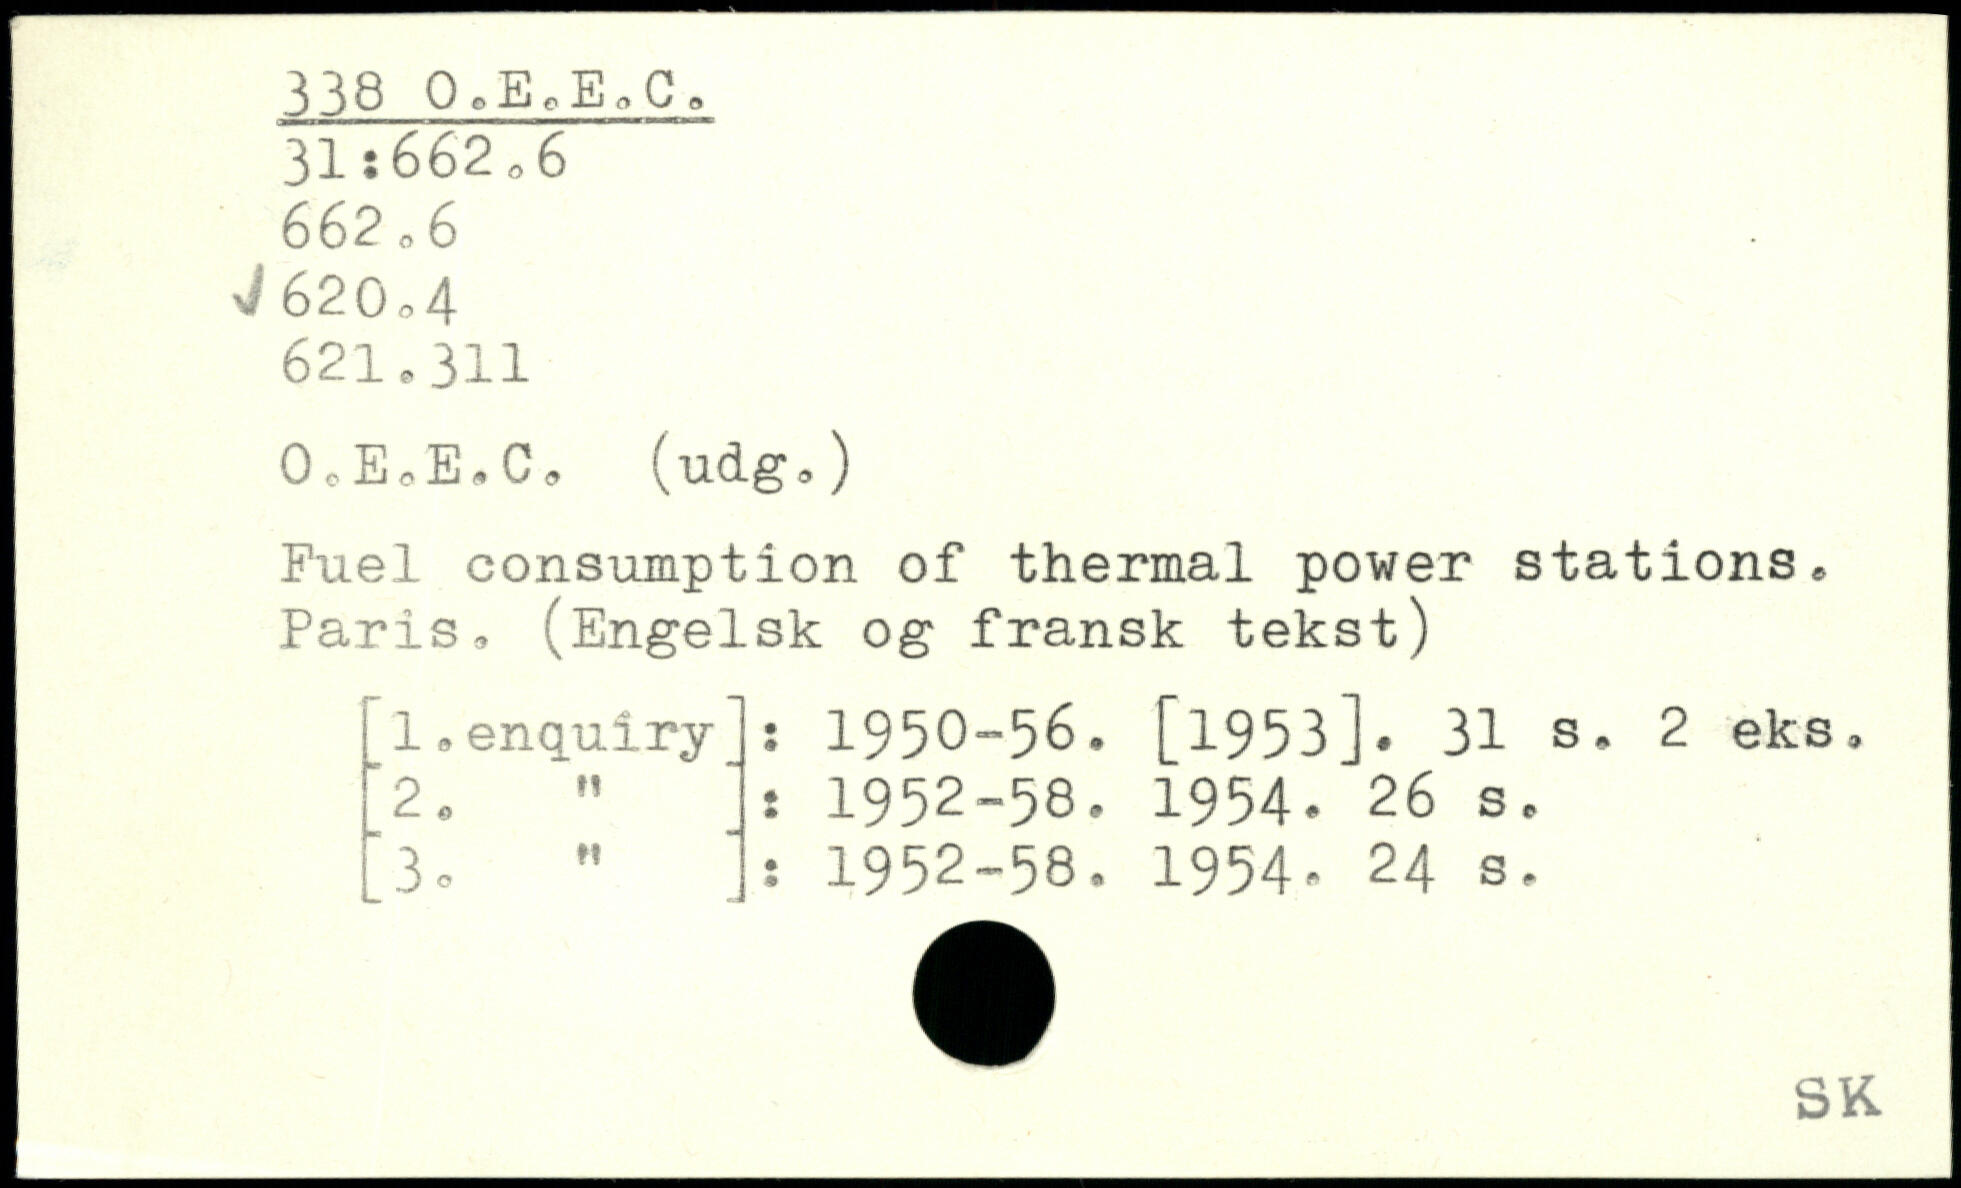 338 O.E.E.C.
31:662.6
662.6
✓ 620.4
621.311
O.E.E.C. (udg.)
Fuel consumption of thermal power stations.
Paris. (Engelsk og fransk tekst)
[1.enquiry]: 1950-56. [1953]. 31 s. 2 eks.
[2. " ]: 1952-58. 1954. 26 s.
[3. " ]: 1952-58. 1954. 24 s.
SK